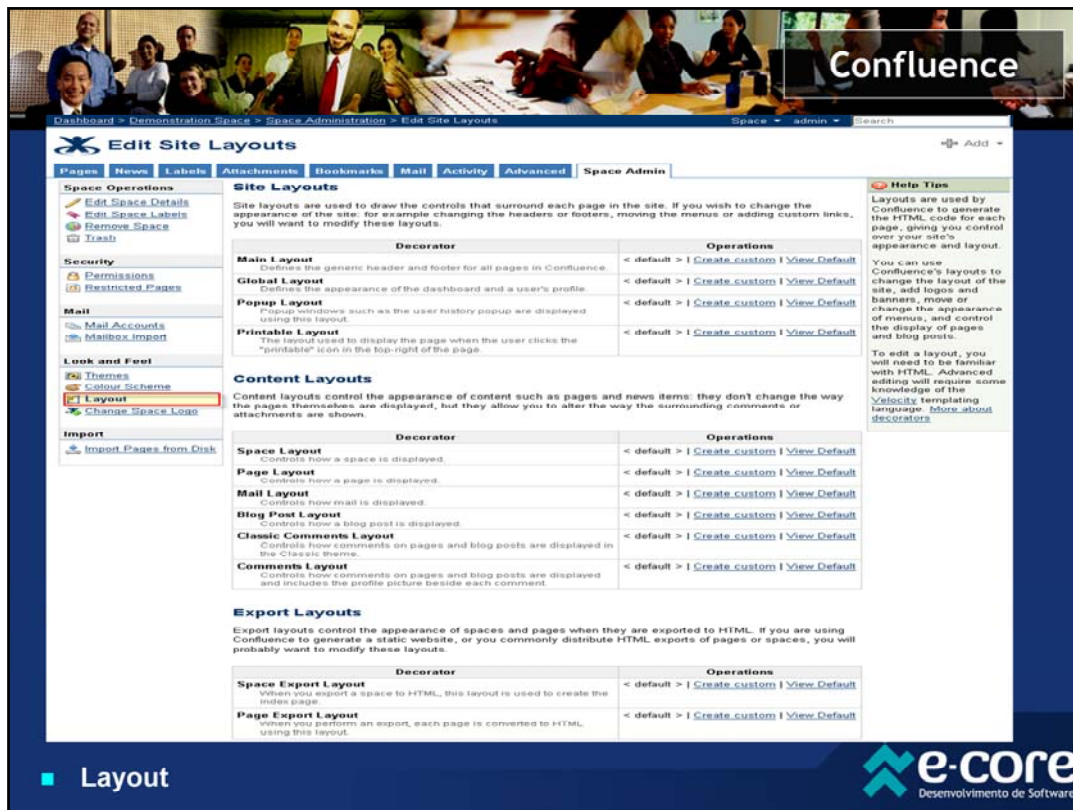 Confluence
Dashboard > Demonstration Space > Space Administration > Edit Site Layouts
Space admin Search
Edit Site Layouts
Add
Pages News Labels Attachments Bookmarks Mail Activity Advanced Space Admin
Space Operations
Edit Space Details
Edit Space Labels
Remove Space
Trash
Security
Permissions
Restricted Pages
Mail
Mail Accounts
Mailbox Import
Look and Feel
Themes
Colour Scheme
Layout
Change Space Logo
Import
Import Pages from Disk
Site Layouts
Site layouts are used to draw the controls that surround each page in the site. If you wish to change the
appearance of the site: for example changing the headers or footers, moving the menus or adding custom links,
you will want to modify these layouts.
Decorator Operations
Main Layout < default > | Create custom | View Default
Defines the generic header and footer for all pages in Confluence.
Global Layout < default > | Create custom | View Default
Defines the appearance of the dashboard and a user's profile.
Popup Layout < default > | Create custom | View Default
Popup windows such as the user history popup are displayed
using this layout.
Printable Layout < default > | Create custom | View Default
The layout used to display the page when the user clicks the
"printable" icon in the top-right of the page.
Content Layouts
Content layouts control the appearance of content such as pages and news items: they don't change the way
the pages themselves are displayed, but they allow you to alter the way the surrounding comments or
attachments are shown.
Decorator Operations
Space Layout < default > | Create custom | View Default
Controls how a space is displayed.
Page Layout < default > | Create custom | View Default
Controls how a page is displayed.
Mail Layout < default > | Create custom | View Default
Controls how mail is displayed.
Blog Post Layout < default > | Create custom | View Default
Controls how a blog post is displayed.
Classic Comments Layout < default > | Create custom | View Default
Controls how comments on pages and blog posts are displayed in
the Classic theme.
Comments Layout < default > | Create custom | View Default
Controls how comments on pages and blog posts are displayed
and includes the profile picture beside each comment.
Export Layouts
Export layouts control the appearance of spaces and pages when they are exported to HTML. If you are using
Confluence to generate a static website, or you commonly distribute HTML exports of pages or spaces, you will
probably want to modify these layouts.
Decorator Operations
Space Export Layout < default > | Create custom | View Default
When you export a space to HTML, this layout is used to create the
index page.
Page Export Layout < default > | Create custom | View Default
When you perform an export, each page is converted to HTML
using this layout.
Help Tips
Layouts are used by
Confluence to generate
the HTML code for each
page, giving you control
over your site's
appearance and layout.
You can use
Confluence's layouts to
change the layout of the
site, add logos and
banners, move or
change the appearance
of menus, and control
the display of pages
and blog posts.
To edit a layout, you
will need to be familiar
with HTML. Advanced
editing will require some
knowledge of the
Velocity templating
language. More about
decorators
Layout
e-core
Desenvolvimento de Software